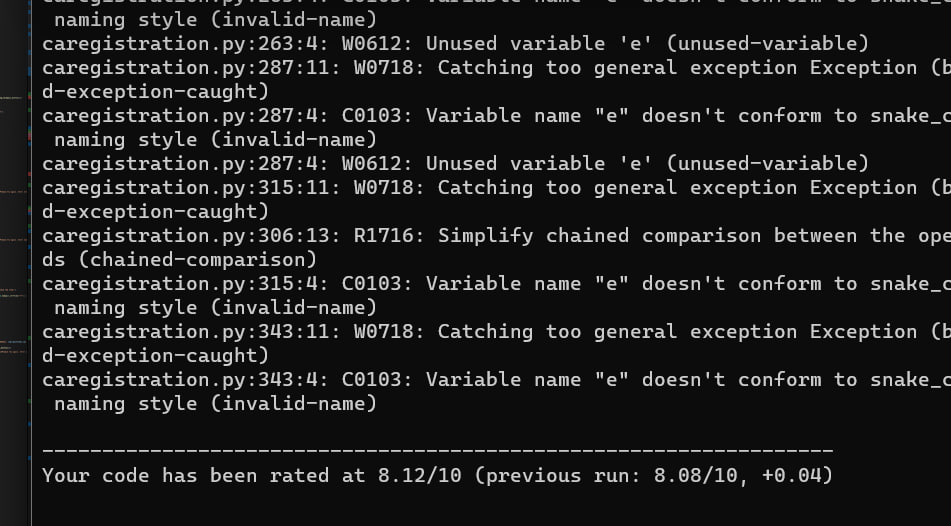 naming style (invalid-name)
caregistration.py:263:4: W0612: Unused variable 'e' (unused-variable)
caregistration.py:287:11: W0718: Catching too general exception Exception (b
d-exception-caught)
caregistration.py:287:4: C0103: Variable name "e" doesn't conform to snake_c
naming style (invalid-name)
caregistration.py:287:4: W0612: Unused variable 'e' (unused-variable)
caregistration.py:315:11: W0718: Catching too general exception Exception (b
d-exception-caught)
caregistration.py:306:13: R1716: Simplify chained comparison between the ope
ds (chained-comparison)
caregistration.py:315:4: C0103: Variable name "e" doesn't conform to snake_c
naming style (invalid-name)
caregistration.py:343:11: W0718: Catching too general exception Exception (b
d-exception-caught)
caregistration.py:343:4: C0103: Variable name "e" doesn't conform to snake_c
naming style (invalid-name)
------------------------------------------------------------------
Your code has been rated at 8.12/10 (previous run: 8.08/10, +0.04)